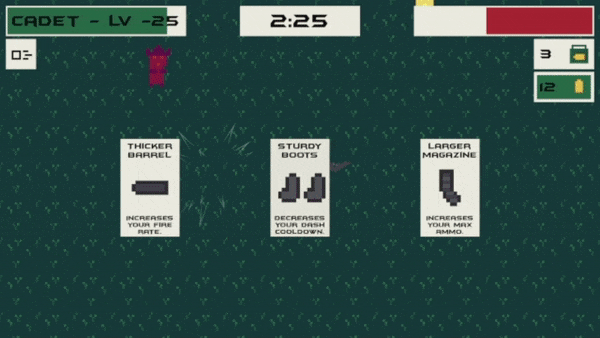 CADET - LV -25
2:25
3
12
THICKER
BARREL
INCREASES
YOUR FIRE
RATE.
STURDY
BOOTS
DECREASES
YOUR DASH
COOLDOWN.
LARGER
MAGAZINE
INCREASES
YOUR MAX
AMMO.